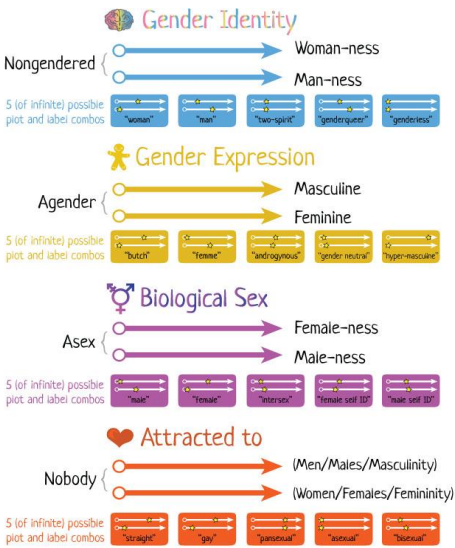 Gender Identity
Nongendered
Woman-ness
Man-ness
5 (of infinite) possible
plot and label combos
"woman"
"man"
"two-spirit"
"genderqueer"
"genderless"
Gender Expression
Agender
Masculine
Feminine
5 (of infinite) possible
plot and label combos
"butch"
"femme"
"androgynous"
"gender neutral"
"hyper-masculine"
Biological Sex
Asex
Female-ness
Male-ness
5 (of infinite) possible
plot and label combos
"male"
"female"
"intersex"
"female self ID"
"male self ID"
Attracted to
Nobody
(Men/Males/Masculinity)
(Women/Females/Femininity)
5 (of infinite) possible
plot and label combos
"straight"
"gay"
"pansexual"
"asexual"
"bisexual"